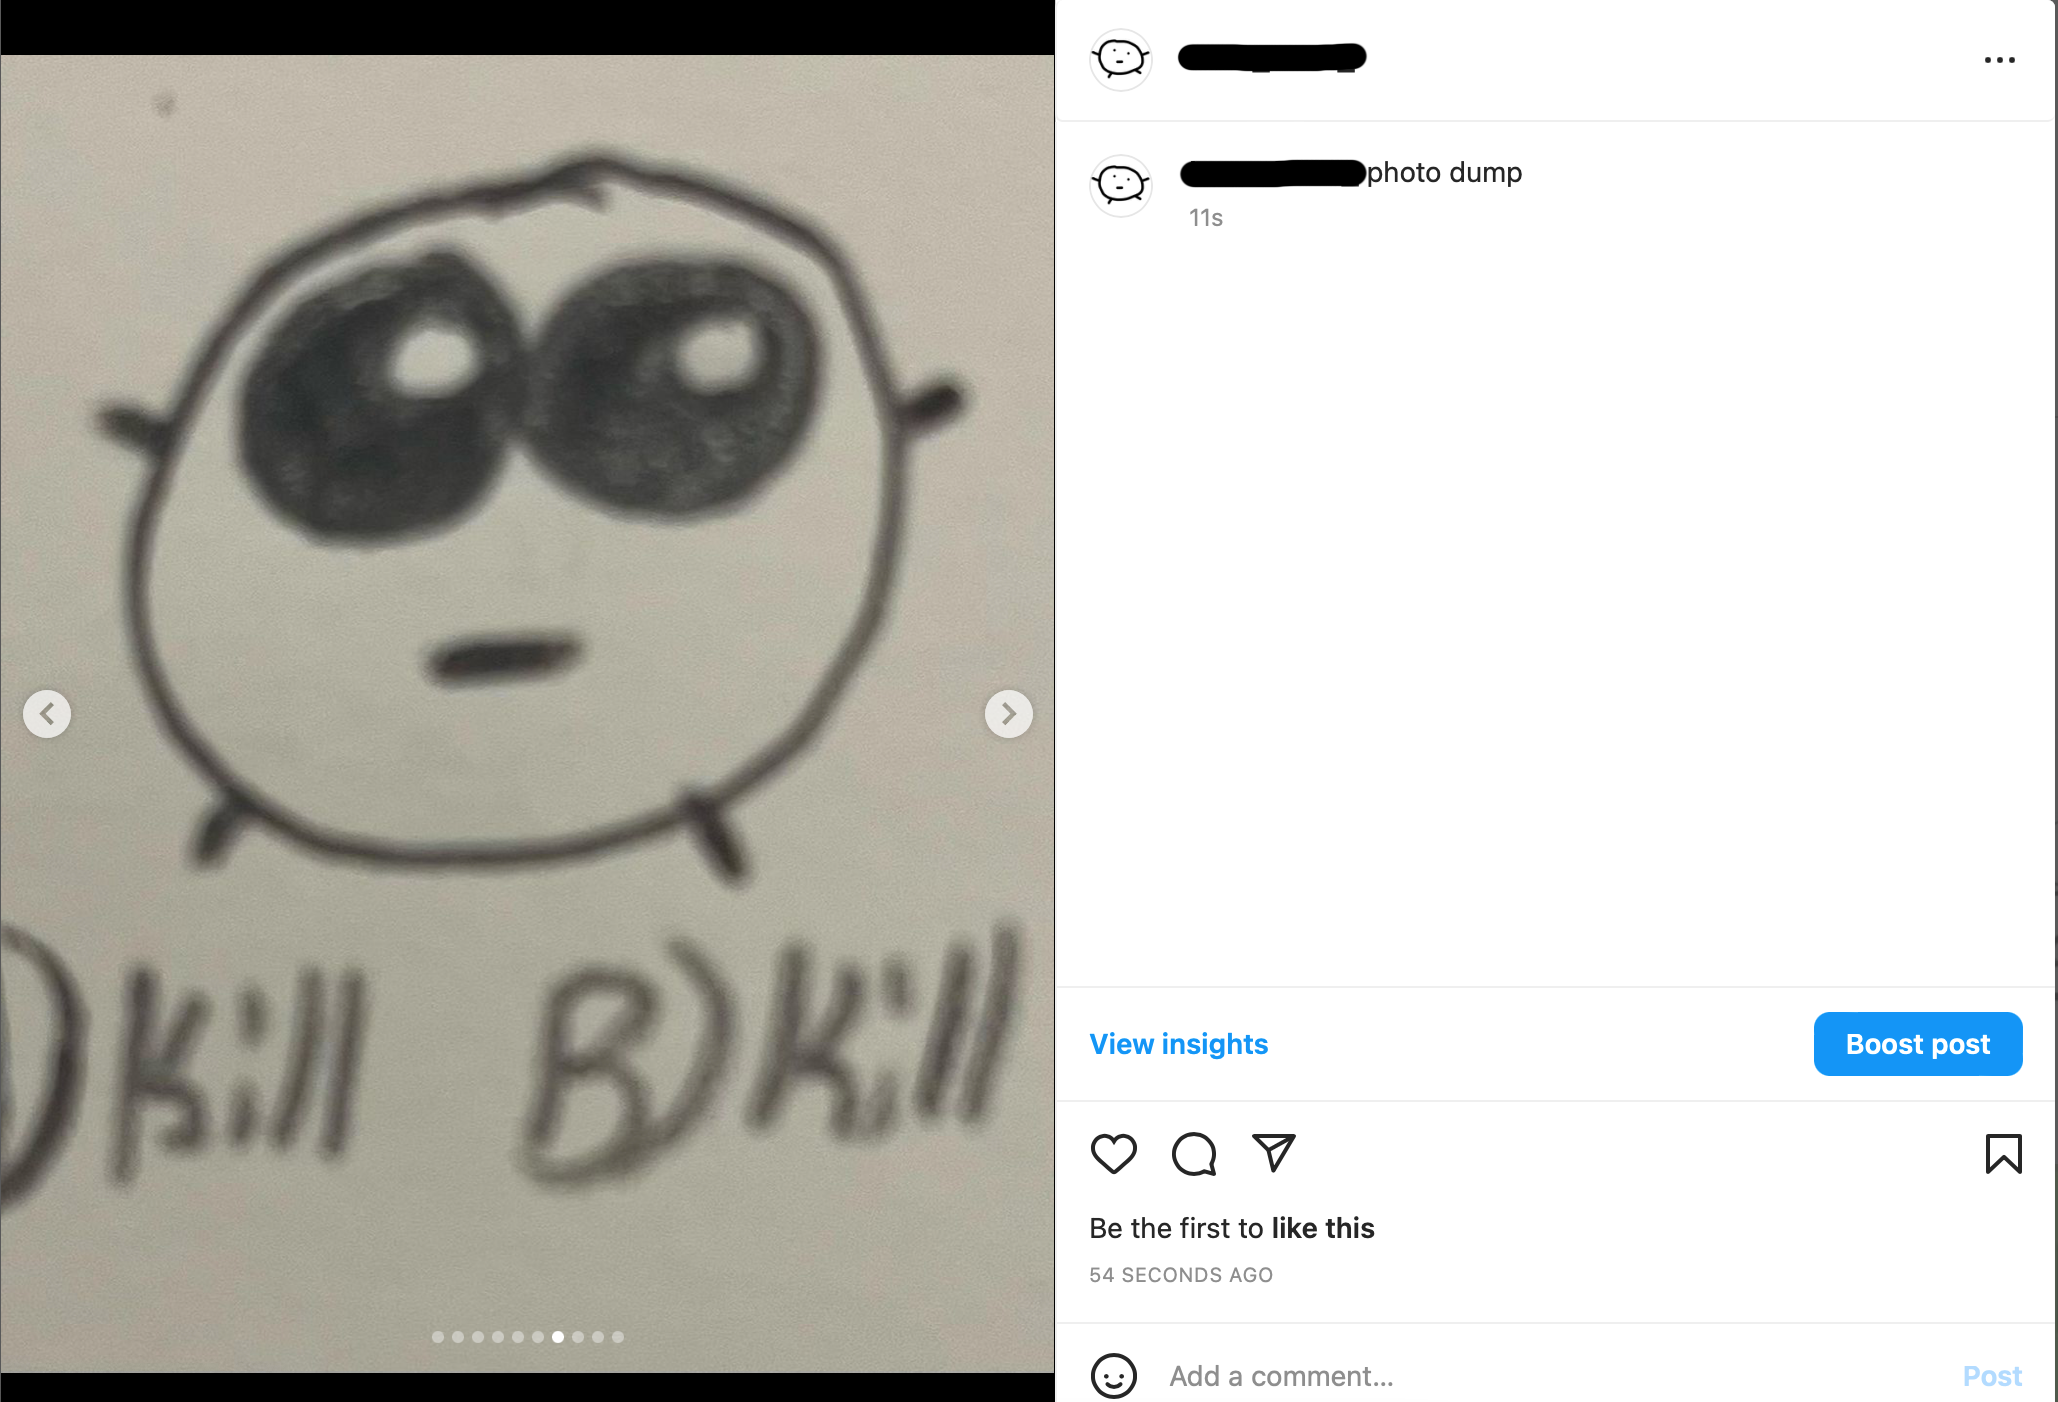 ) Kill B) Kill
photo dump
11s
View insights
Boost post
Be the first to like this
54 SECONDS AGO
Add a comment...
Post